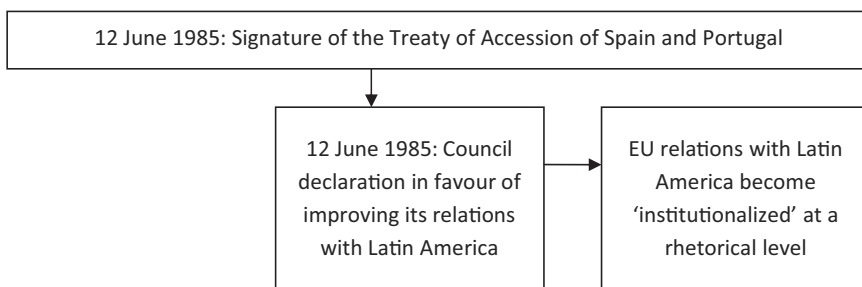 12 June 1985: Signature of the Treaty of Accession of Spain and Portugal
12 June 1985: Council
declaration in favour of
improving its relations
with Latin America
EU relations with Latin
America become
‘institutionalized’ at a
rhetorical level